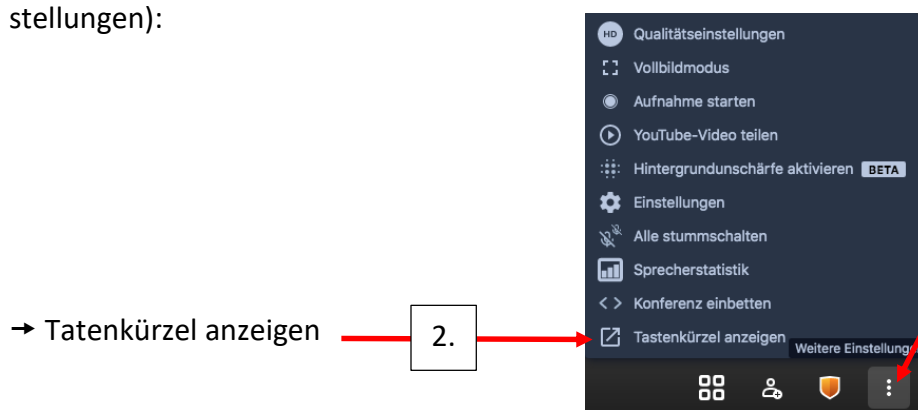 stellungen):
HD Qualitätseinstellungen
Vollbildmodus
Aufnahme starten
YouTube-Video teilen
Hintergrundunschärfe aktivieren BETA
Einstellungen
Alle stummschalten
Sprecherstatistik
Konferenz einbetten
→ Tatenkürzel anzeigen 2. Tastenkürzel anzeigen
Weitere Einstellunge